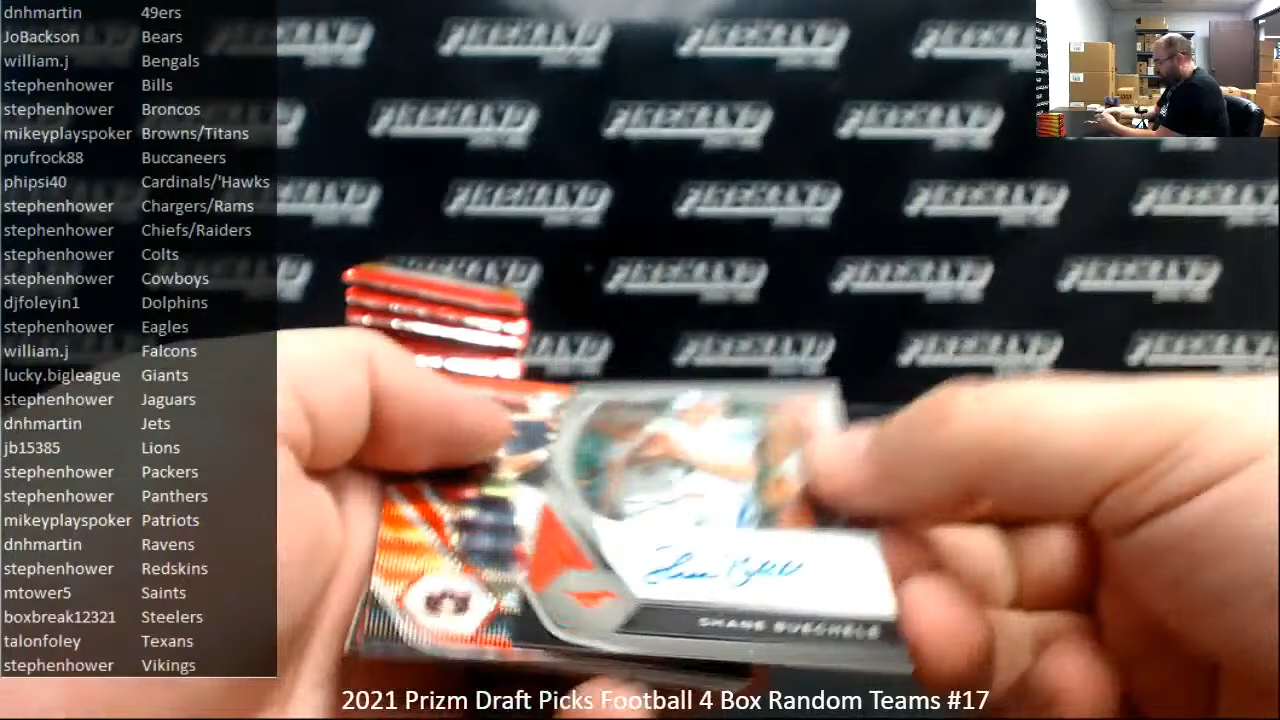 dnhmartin 49ers
JoBackson Bears
william.j Bengals
stephenhower Bills
stephenhower Broncos
mikeyplayspoker Browns/Titans
prufrock88 Buccaneers
phipsi40 Cardinals/'Hawks
stephenhower Chargers/Rams
stephenhower Chiefs/Raiders
stephenhower Colts
stephenhower Cowboys
djfoleyin1 Dolphins
stephenhower Eagles
william.j Falcons
lucky.bigleague Giants
stephenhower Jaguars
dnhmartin Jets
jb15385 Lions
stephenhower Packers
stephenhower Panthers
mikeyplayspoker Patriots
dnhmartin Ravens
stephenhower Redskins
mtower5 Saints
boxbreak12321 Steelers
talonfoley Texans
stephenhower Vikings
SHANE BUECHELE
2021 Prizm Draft Picks Football 4 Box Random Teams #17